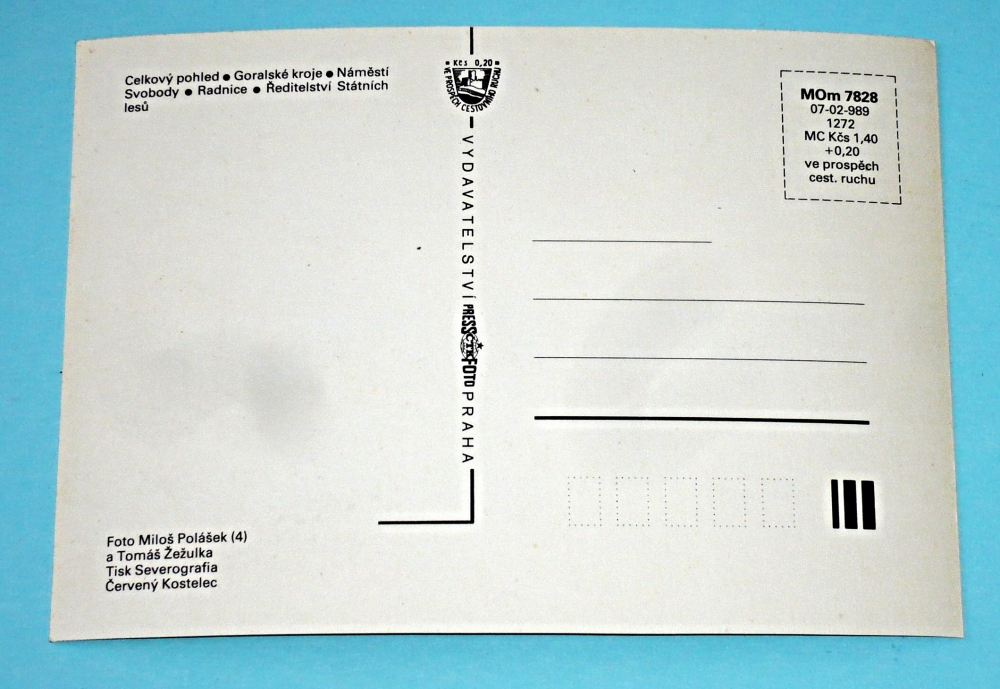 Celkový pohled ● Goralské kroje ● Náměstí
Svobody ● Radnice ● Ředitelství Státních
lesů
Kčs 0,20
VE PROSPĚCH CESTOVNÍHO RUCHU
VYDAVATELSTVÍ PRESSFOTO PRAHA
ČTK
MOm 7828
07-02-989
1272
MC Kčs 1,40
+0,20
ve prospěch
cest. ruchu
Foto Miloš Polášek (4)
a Tomáš Žežulka
Tisk Severografia
Červený Kostelec